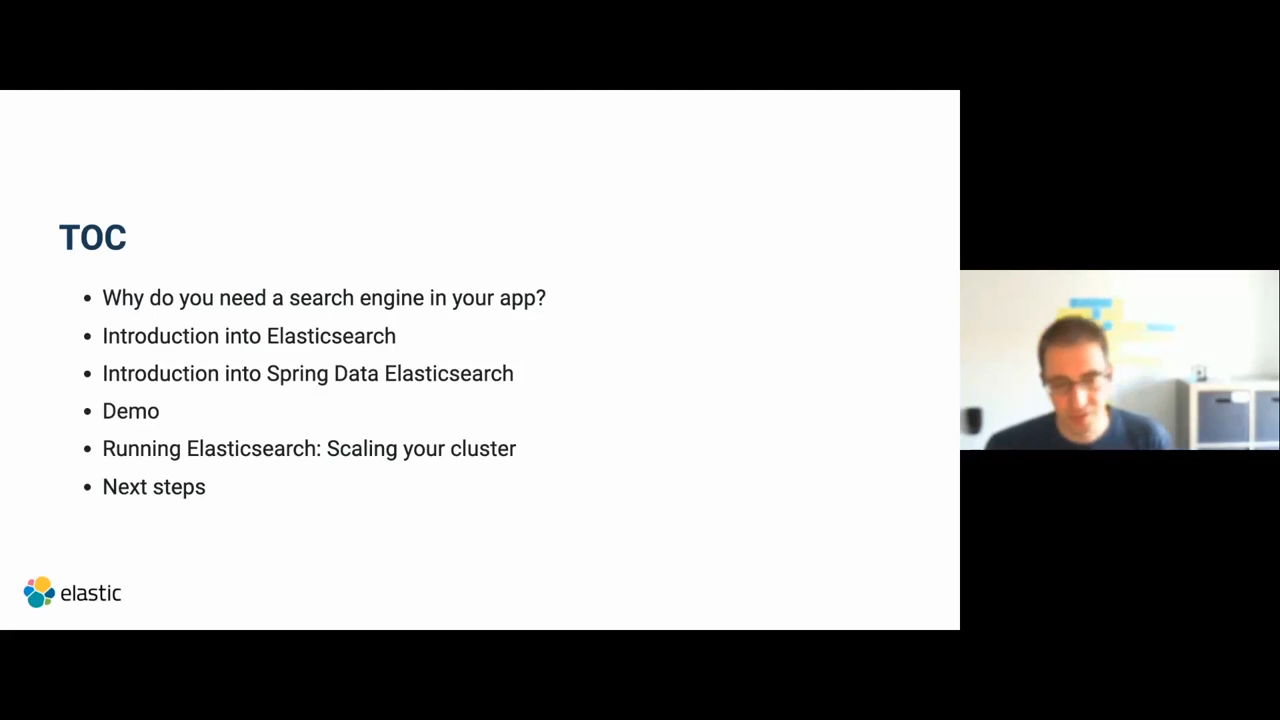 TOC
• Why do you need a search engine in your app?
• Introduction into Elasticsearch
• Introduction into Spring Data Elasticsearch
• Demo
• Running Elasticsearch: Scaling your cluster
• Next steps
elastic